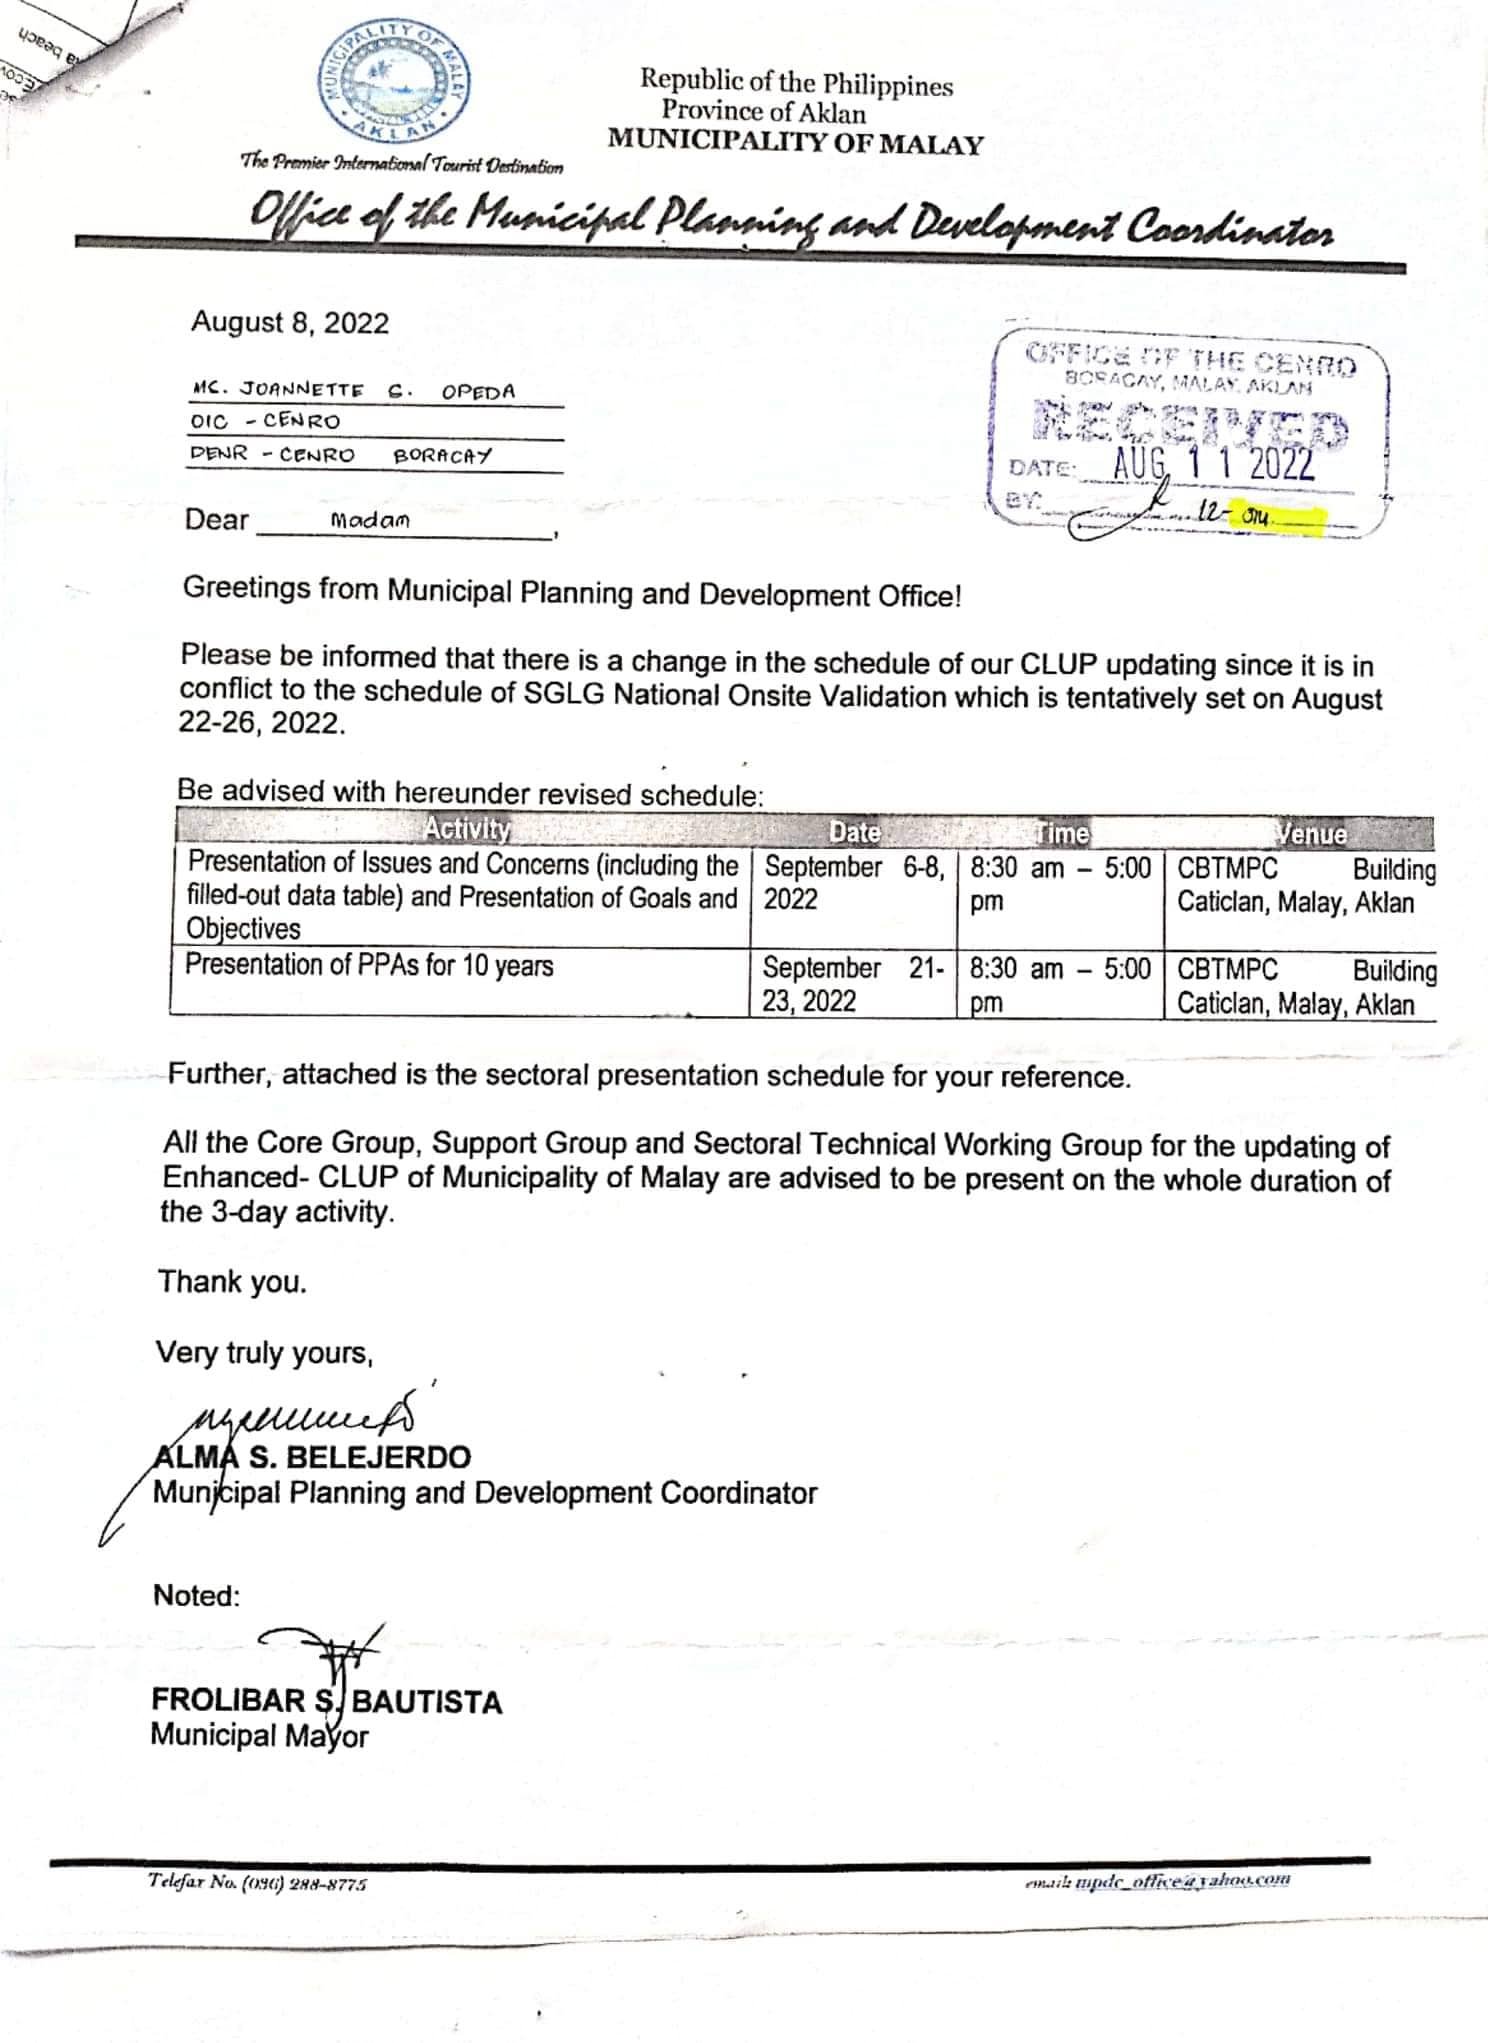 MUNICIPALITY OF MALAY
AKLAN
The Premier International Tourist Destination
Republic of the Philippines
Province of Aklan
MUNICIPALITY OF MALAY
Office of the Municipal Planning and Development Coordinator
August 8, 2022
OFFICE OF THE CENRO
BORACAY, MALAY, AKLAN
RECEIVED
DATE: AUG 11 2022
BY: 12-
MC. JOANNETTE G. OPEDA
OIC - CENRO
DENR - CENRO BORACAY
Dear Madam,
Greetings from Municipal Planning and Development Office!
Please be informed that there is a change in the schedule of our CLUP updating since it is in
conflict to the schedule of SGLG National Onsite Validation which is tentatively set on August
22-26, 2022.
Be advised with hereunder revised schedule:
Activity Date Time Venue
Presentation of Issues and Concerns (including the September 6-8, 8:30 am – 5:00 CBTMPC Building
filled-out data table) and Presentation of Goals and 2022 pm Caticlan, Malay, Aklan
Objectives
Presentation of PPAs for 10 years September 21- 8:30 am – 5:00 CBTMPC Building
23, 2022 pm Caticlan, Malay, Aklan
Further, attached is the sectoral presentation schedule for your reference.
All the Core Group, Support Group and Sectoral Technical Working Group for the updating of
Enhanced- CLUP of Municipality of Malay are advised to be present on the whole duration of
the 3-day activity.
Thank you.
Very truly yours,
ALMA S. BELEJERDO
Municipal Planning and Development Coordinator
Noted:
FROLIBAR S. BAUTISTA
Municipal Mayor
Telefax No. (036) 288-8775
email: mpdc_office@yahoo.com
beach